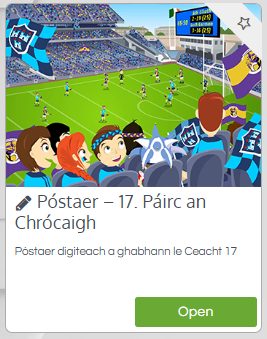 Póstaer – 17. Páirc an
Chrócaigh
Póstaer digiteach a ghabhann le Ceacht 17
Open